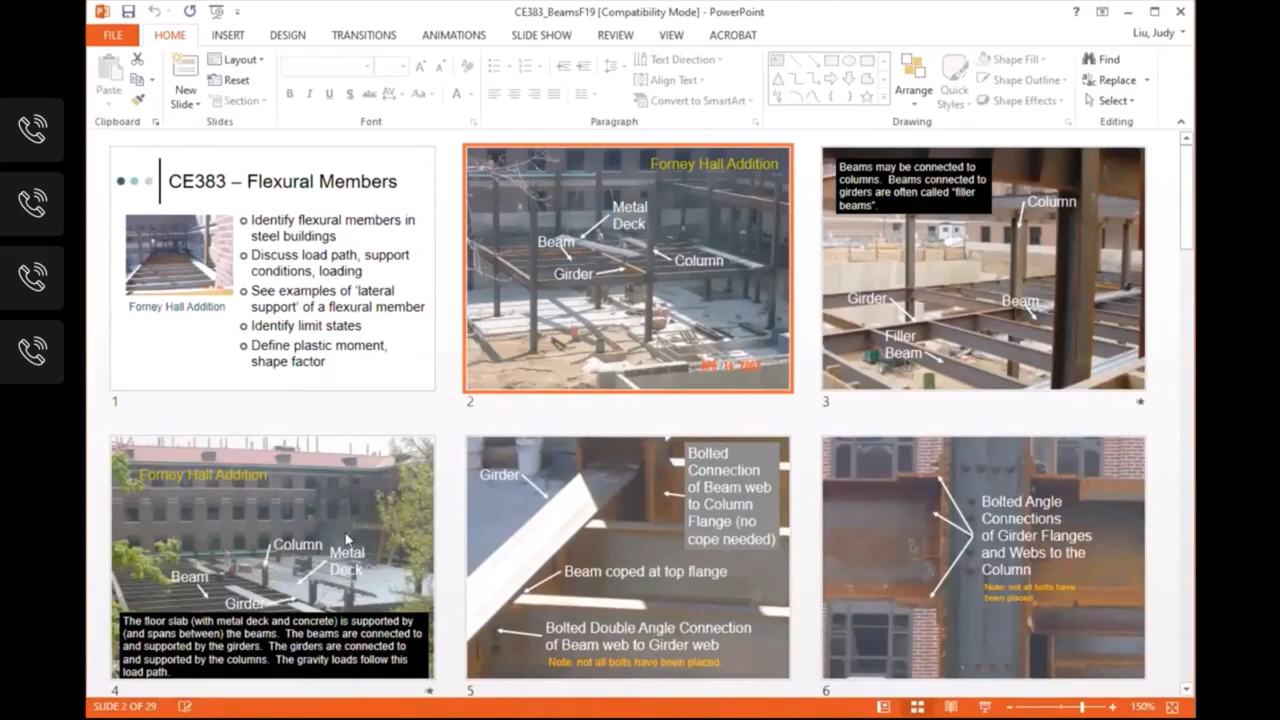 CE383_BeamsF19 [Compatibility Mode] - PowerPoint
?
Liu, Judy
FILE
HOME
INSERT
DESIGN
TRANSITIONS
ANIMATIONS
SLIDE SHOW
REVIEW
VIEW
ACROBAT
Paste
Clipboard
New
Slide
Layout
Reset
Section
Slides
B I U S abc AV Aa A
Font
Text Direction
Align Text
Convert to SmartArt
Paragraph
Arrange
Quick
Styles
Shape Fill
Shape Outline
Shape Effects
Drawing
Find
Replace
Select
Editing
CE383 – Flexural Members
Forney Hall Addition
Identify flexural members in
steel buildings
Discuss load path, support
conditions, loading
See examples of 'lateral
support' of a flexural member
Identify limit states
Define plastic moment,
shape factor
1
Forney Hall Addition
Metal
Deck
Beam
Girder
Column
2
Beams may be connected to
columns. Beams connected to
girders are often called "filler
beams".
Column
Girder
Beam
Filler
Beam
3
Forney Hall Addition
Column
Metal
Deck
Beam
Girder
The floor slab (with metal deck and concrete) is supported by
(and spans between) the beams. The beams are connected to
and supported by the girders. The girders are connected to
and supported by the columns. The gravity loads follow this
load path.
4
Girder
Bolted
Connection
of Beam web
to Column
Flange (no
cope needed)
Beam coped at top flange
Bolted Double Angle Connection
of Beam web to Girder web
Note: not all bolts have been placed.
5
Bolted Angle
Connections
of Girder Flanges
and Webs to the
Column
Note: not all bolts have
been placed.
6
SLIDE 2 OF 29
150%